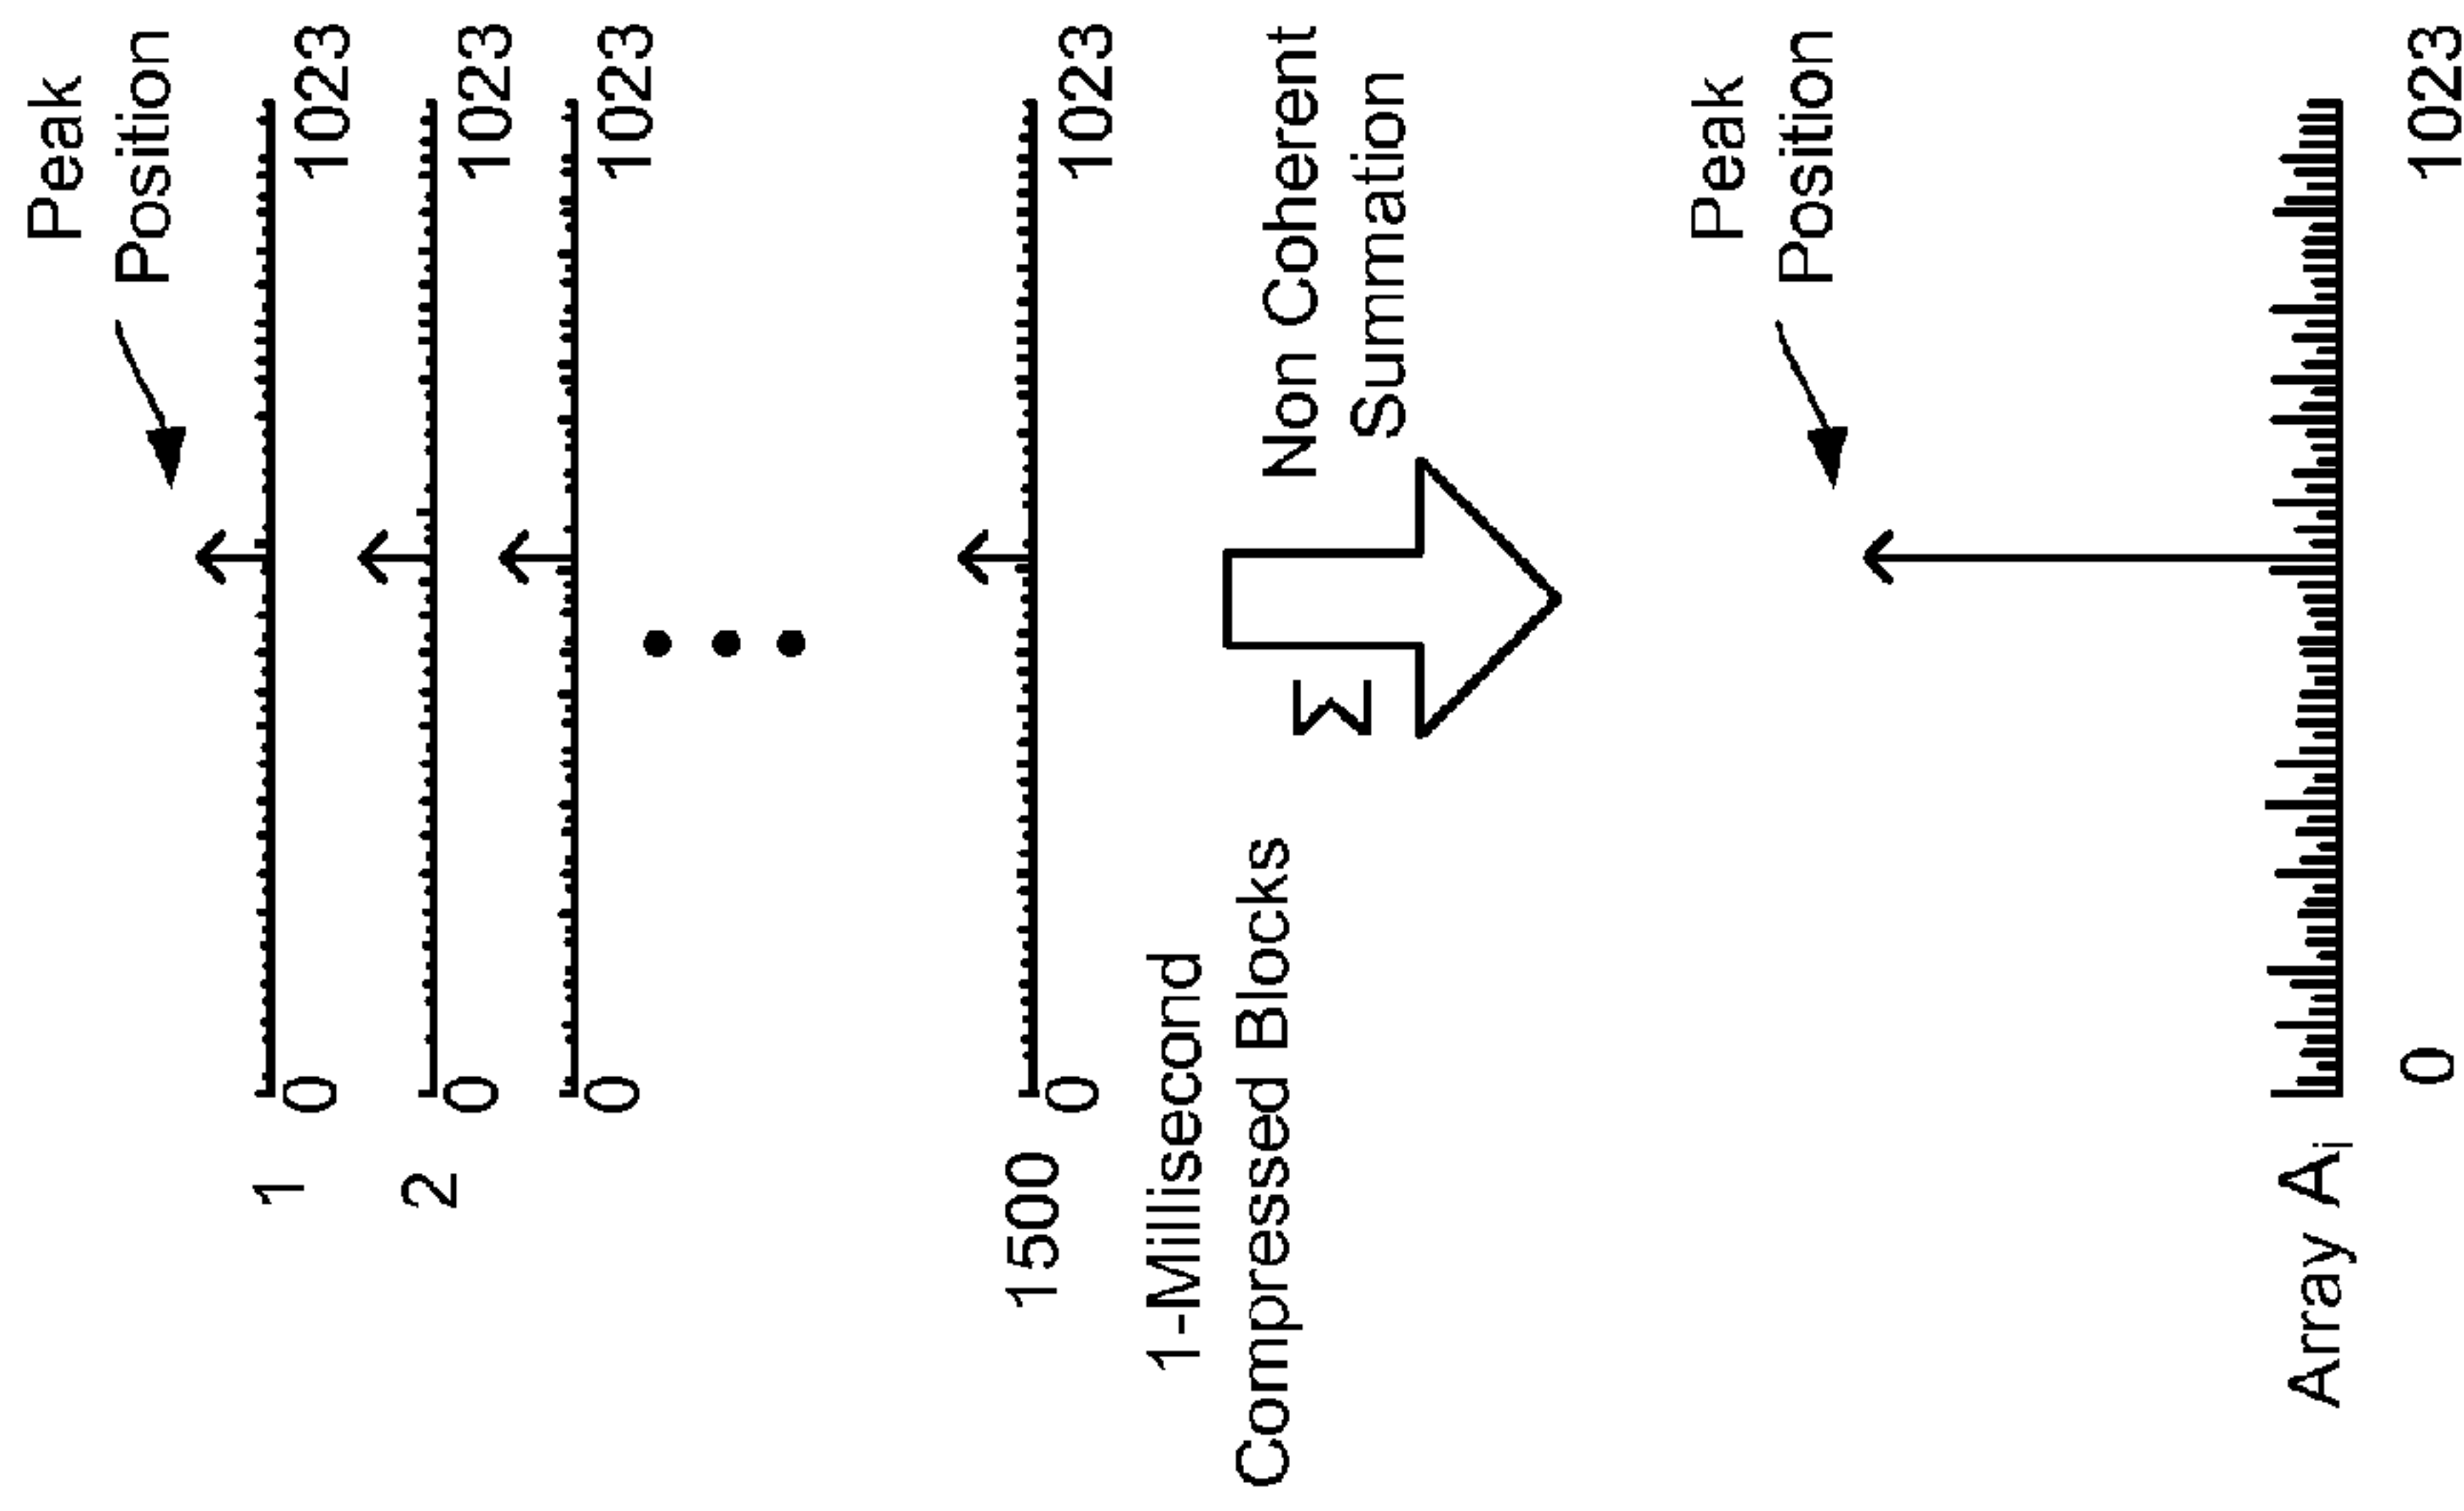 Peak
Position
1
0
1023
2
0
1023
0
1023
1500
0
1023
1-Millisecond
Compressed Blocks
Σ
Non Coherent
Summation
Peak
Position
Array Ai
0
1023